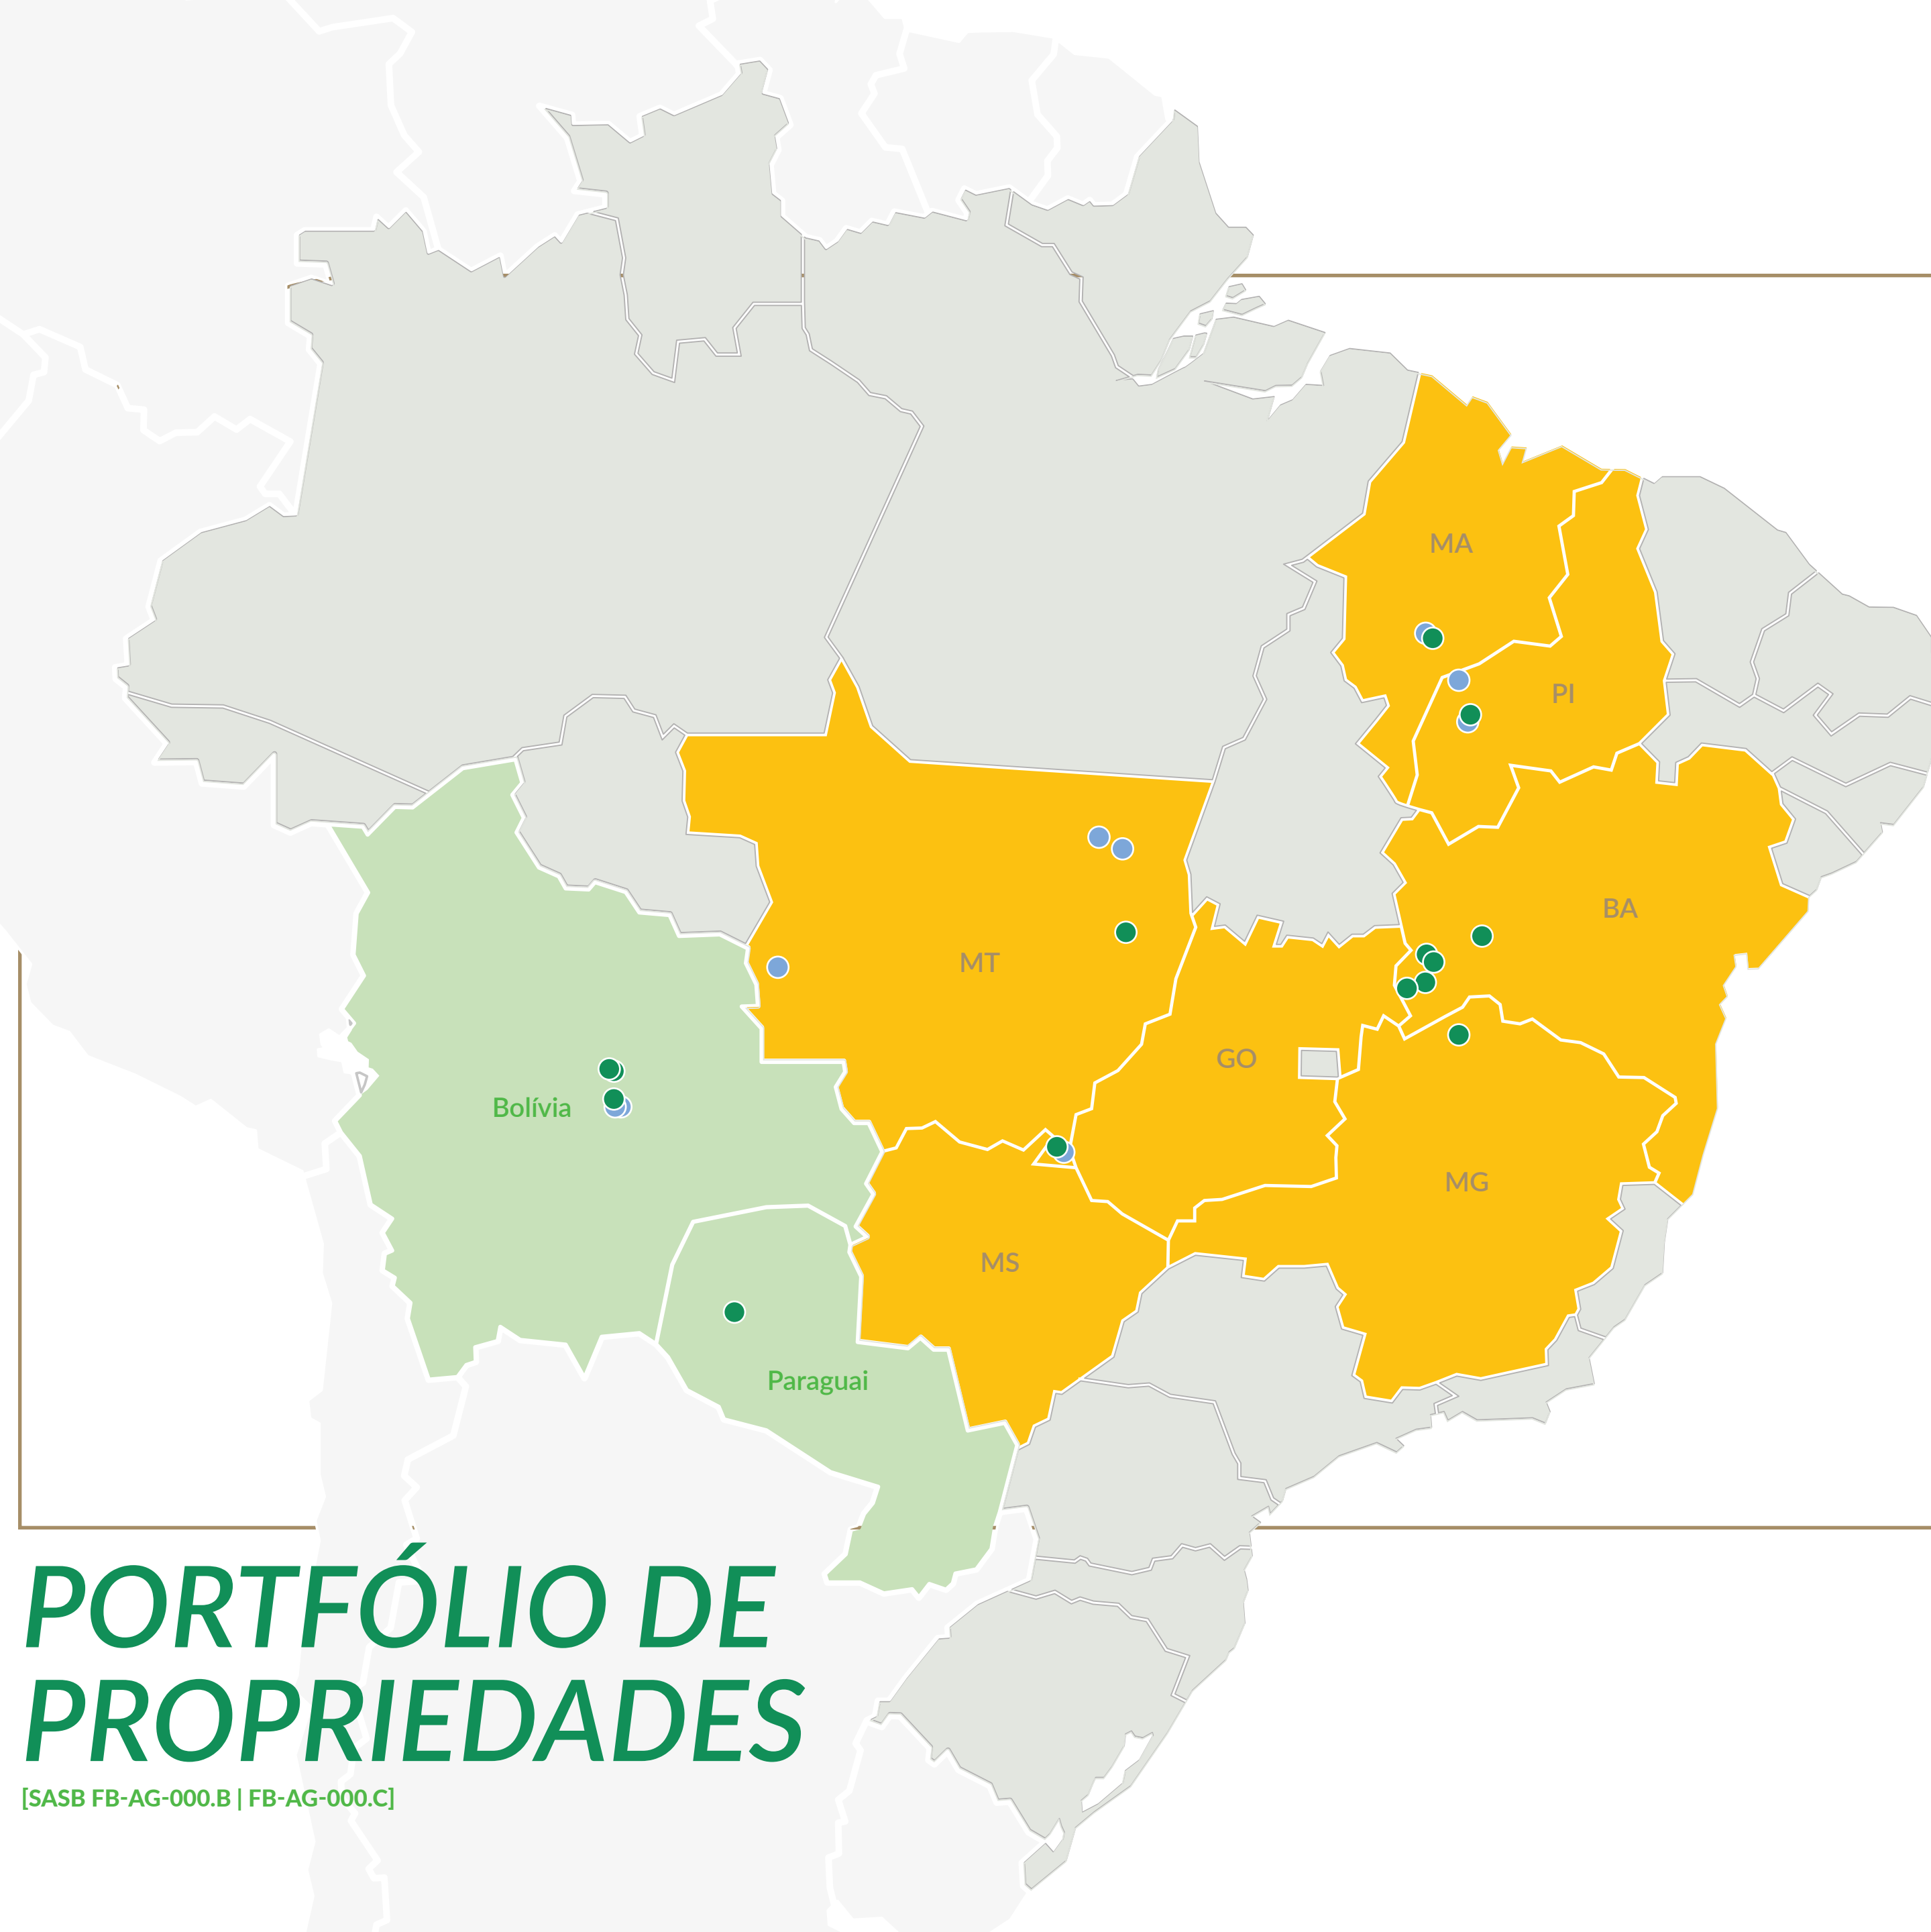 MA
PI
BA
MT
GO
Bolívia
MG
MS
Paraguai
PORTFÓLIO DE
PROPRIEDADES
[SASB FB-AG-000.B | FB-AG-000.C]